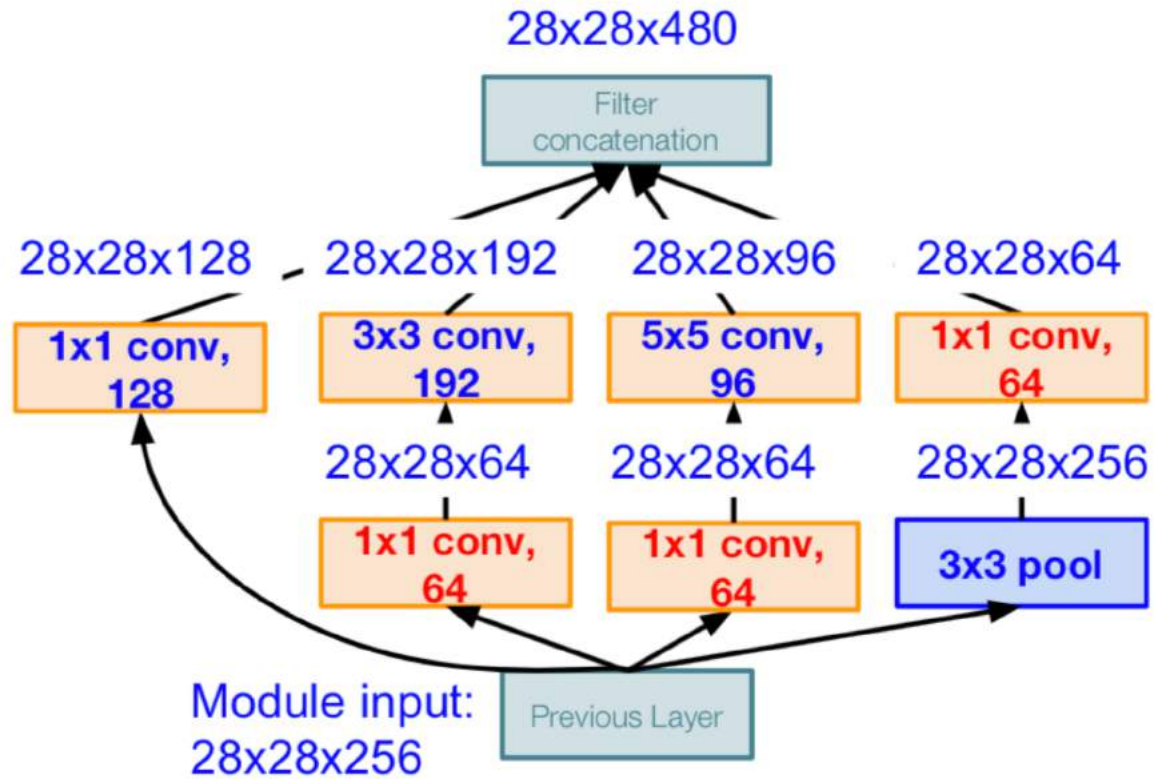 28x28x480
Filter
concatenation
28x28x128
28x28x192
28x28x96
28x28x64
1x1 conv,
128
3x3 conv,
192
5x5 conv,
96
1x1 conv,
64
28x28x64
28x28x64
28x28x256
1x1 conv,
64
1x1 conv,
64
3x3 pool
Module input:
28x28x256
Previous Layer